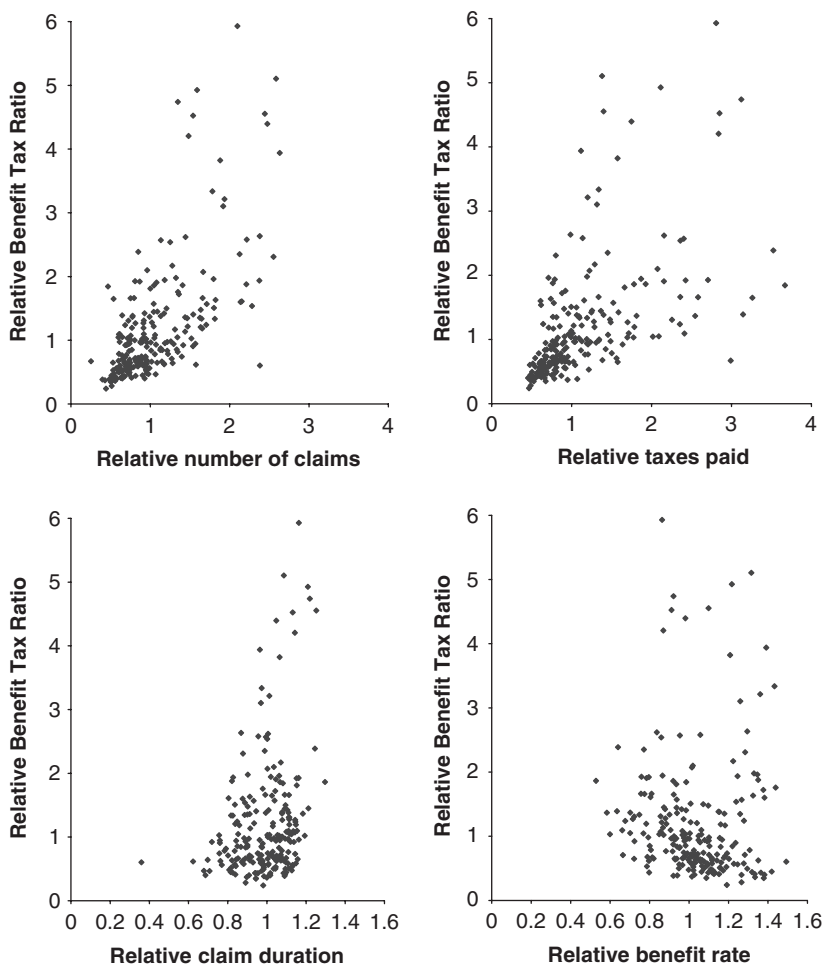 Relative Benefit Tax Ratio
6
5
4
3
2
1
0
0 1 2 3 4
Relative number of claims
Relative Benefit Tax Ratio
6
5
4
3
2
1
0
0 1 2 3 4
Relative taxes paid
Relative Benefit Tax Ratio
6
5
4
3
2
1
0
0 0.2 0.4 0.6 0.8 1 1.2 1.4 1.6
Relative claim duration
Relative Benefit Tax Ratio
6
5
4
3
2
1
0
0 0.2 0.4 0.6 0.8 1 1.2 1.4 1.6
Relative benefit rate